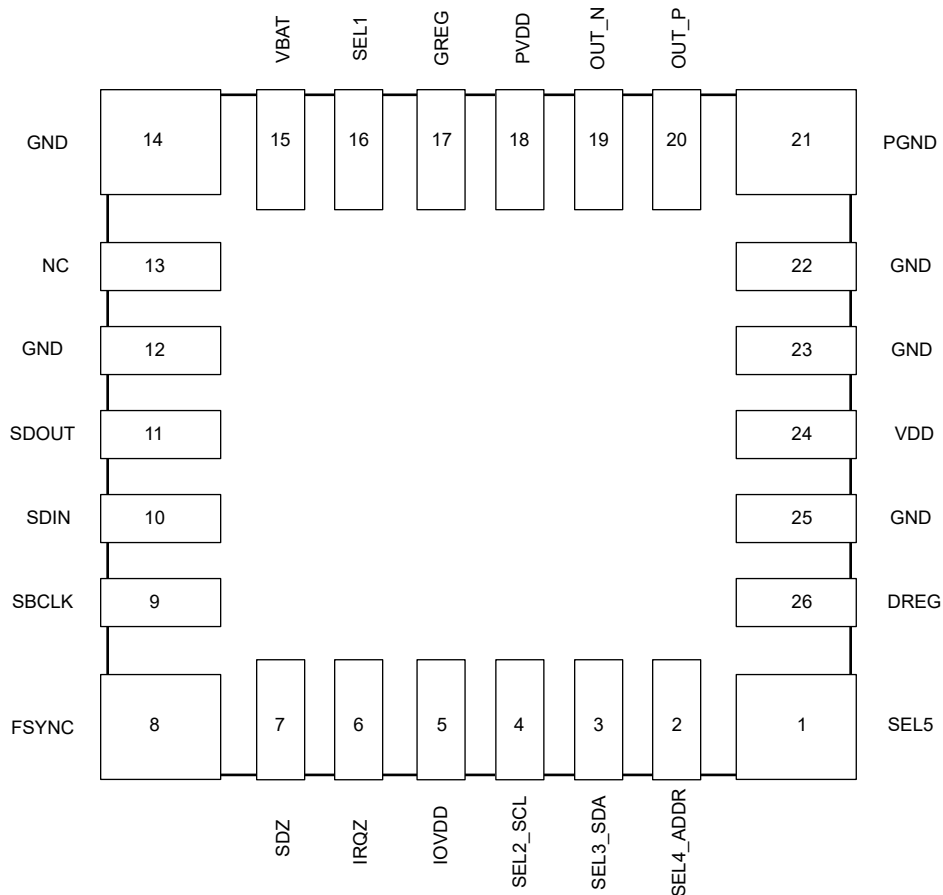 VBAT
SEL1
GREG
PVDD
OUT_N
OUT_P
GND
14
15
16
17
18
19
20
21
PGND
NC
13
22
GND
GND
12
23
GND
SDOUT
11
24
VDD
SDIN
10
25
GND
SBCLK
9
26
DREG
FSYNC
8
7
6
5
4
3
2
1
SEL5
SDZ
IRQZ
IOVDD
SEL2_SCL
SEL3_SDA
SEL4_ADDR